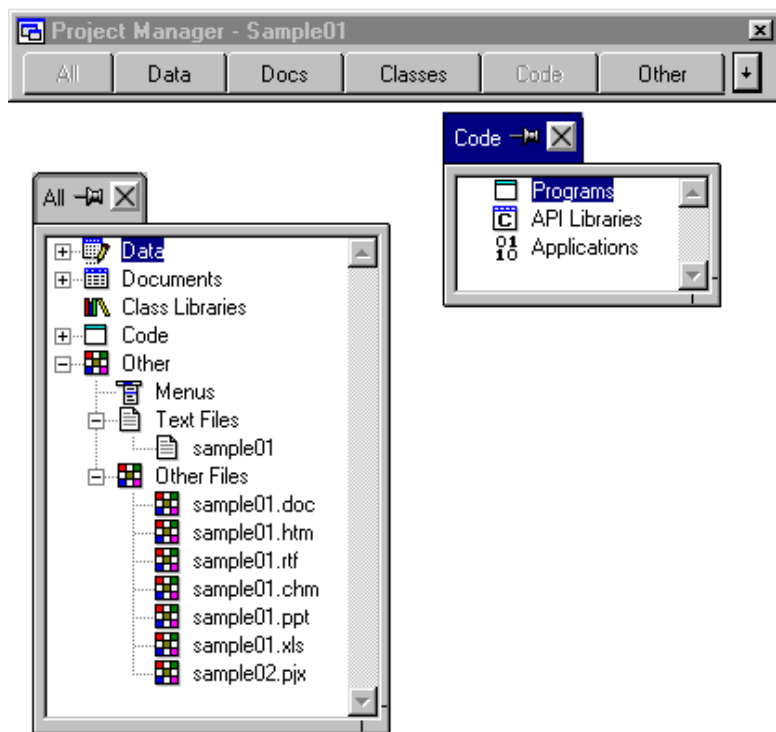 Project Manager - Sample01
All Data Docs Classes Code Other
Code
Programs
API Libraries
Applications
All
Data
Documents
Class Libraries
Code
Other
Menus
Text Files
sample01
Other Files
sample01.doc
sample01.htm
sample01.rtf
sample01.chm
sample01.ppt
sample01.xls
sample02.pjx